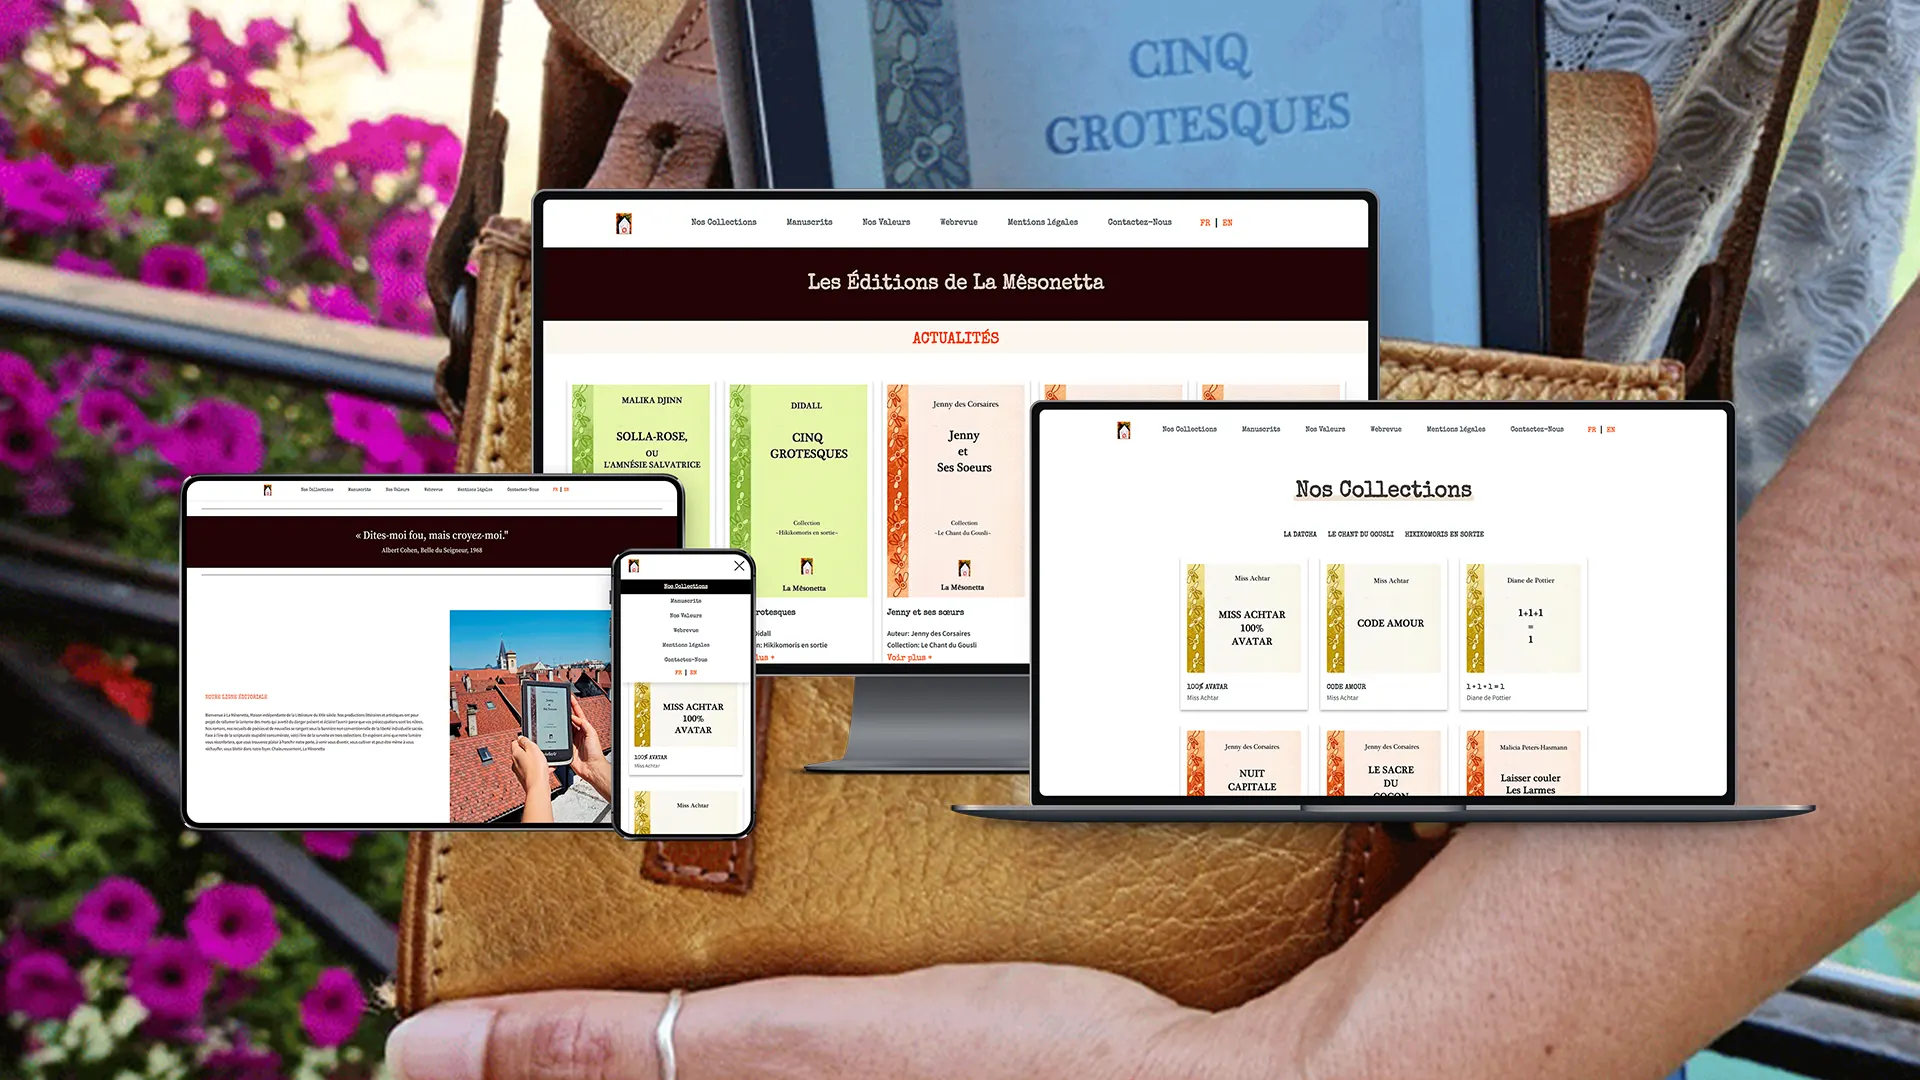 CINQ
GROTESQUES
Nos Collections
Manuscrits
Nos Valeurs
Webrevue
Mentions légales
Contactez-Nous
FR | EN
Les Éditions de La Mêsonetta
ACTUALITÉS
MALIKA DJINN
SOLLA-ROSE,
OU
L'AMNÉSIE SALVATRICE
DIDALL
CINQ
GROTESQUES
Collection
~Hikikomoris en sortie~
La Mêsonetta
rotesques
Didall
n: Hikikomoris en sortie
lus +
Jenny des Corsaires
Jenny
et
Ses Soeurs
Collection
~Le Chant du Gousli~
La Mêsonetta
Jenny et ses sœurs
Auteur: Jenny des Corsaires
Collection: Le Chant du Gousli
Voir plus +
Nos Collections
Manuscrits
Nos Valeurs
Webrevue
Mentions légales
Contactez-Nous
FR | EN
Nos Collections
LA DATCHA
LE CHANT DU GOUSLI
HIKIKOMORIS EN SORTIE
Miss Achtar
MISS ACHTAR
100%
AVATAR
100% AVATAR
Miss Achtar
Miss Achtar
CODE AMOUR
CODE AMOUR
Miss Achtar
Diane de Pottier
1+1+1
=
1
1 + 1 + 1 = 1
Diane de Pottier
Jenny des Corsaires
NUIT
CAPITALE
Jenny des Corsaires
LE SACRE
DU
COCON
Malicia Peters-Hasmann
Laisser couler
Les Larmes
Nos Collections
Manuscrits
Nos Valeurs
Webrevue
Mentions légales
Contactez-Nous
FR | EN
« Dites-moi fou, mais croyez-moi."
Albert Cohen, Belle du Seigneur, 1968
NOTRE LIGNE ÉDITORIALE
Nos Collections
Manuscrits
Nos Valeurs
Webrevue
Mentions légales
Contactez-Nous
FR | EN
MISS ACHTAR
100%
AVATAR
100% AVATAR
Miss Achtar
Miss Achtar